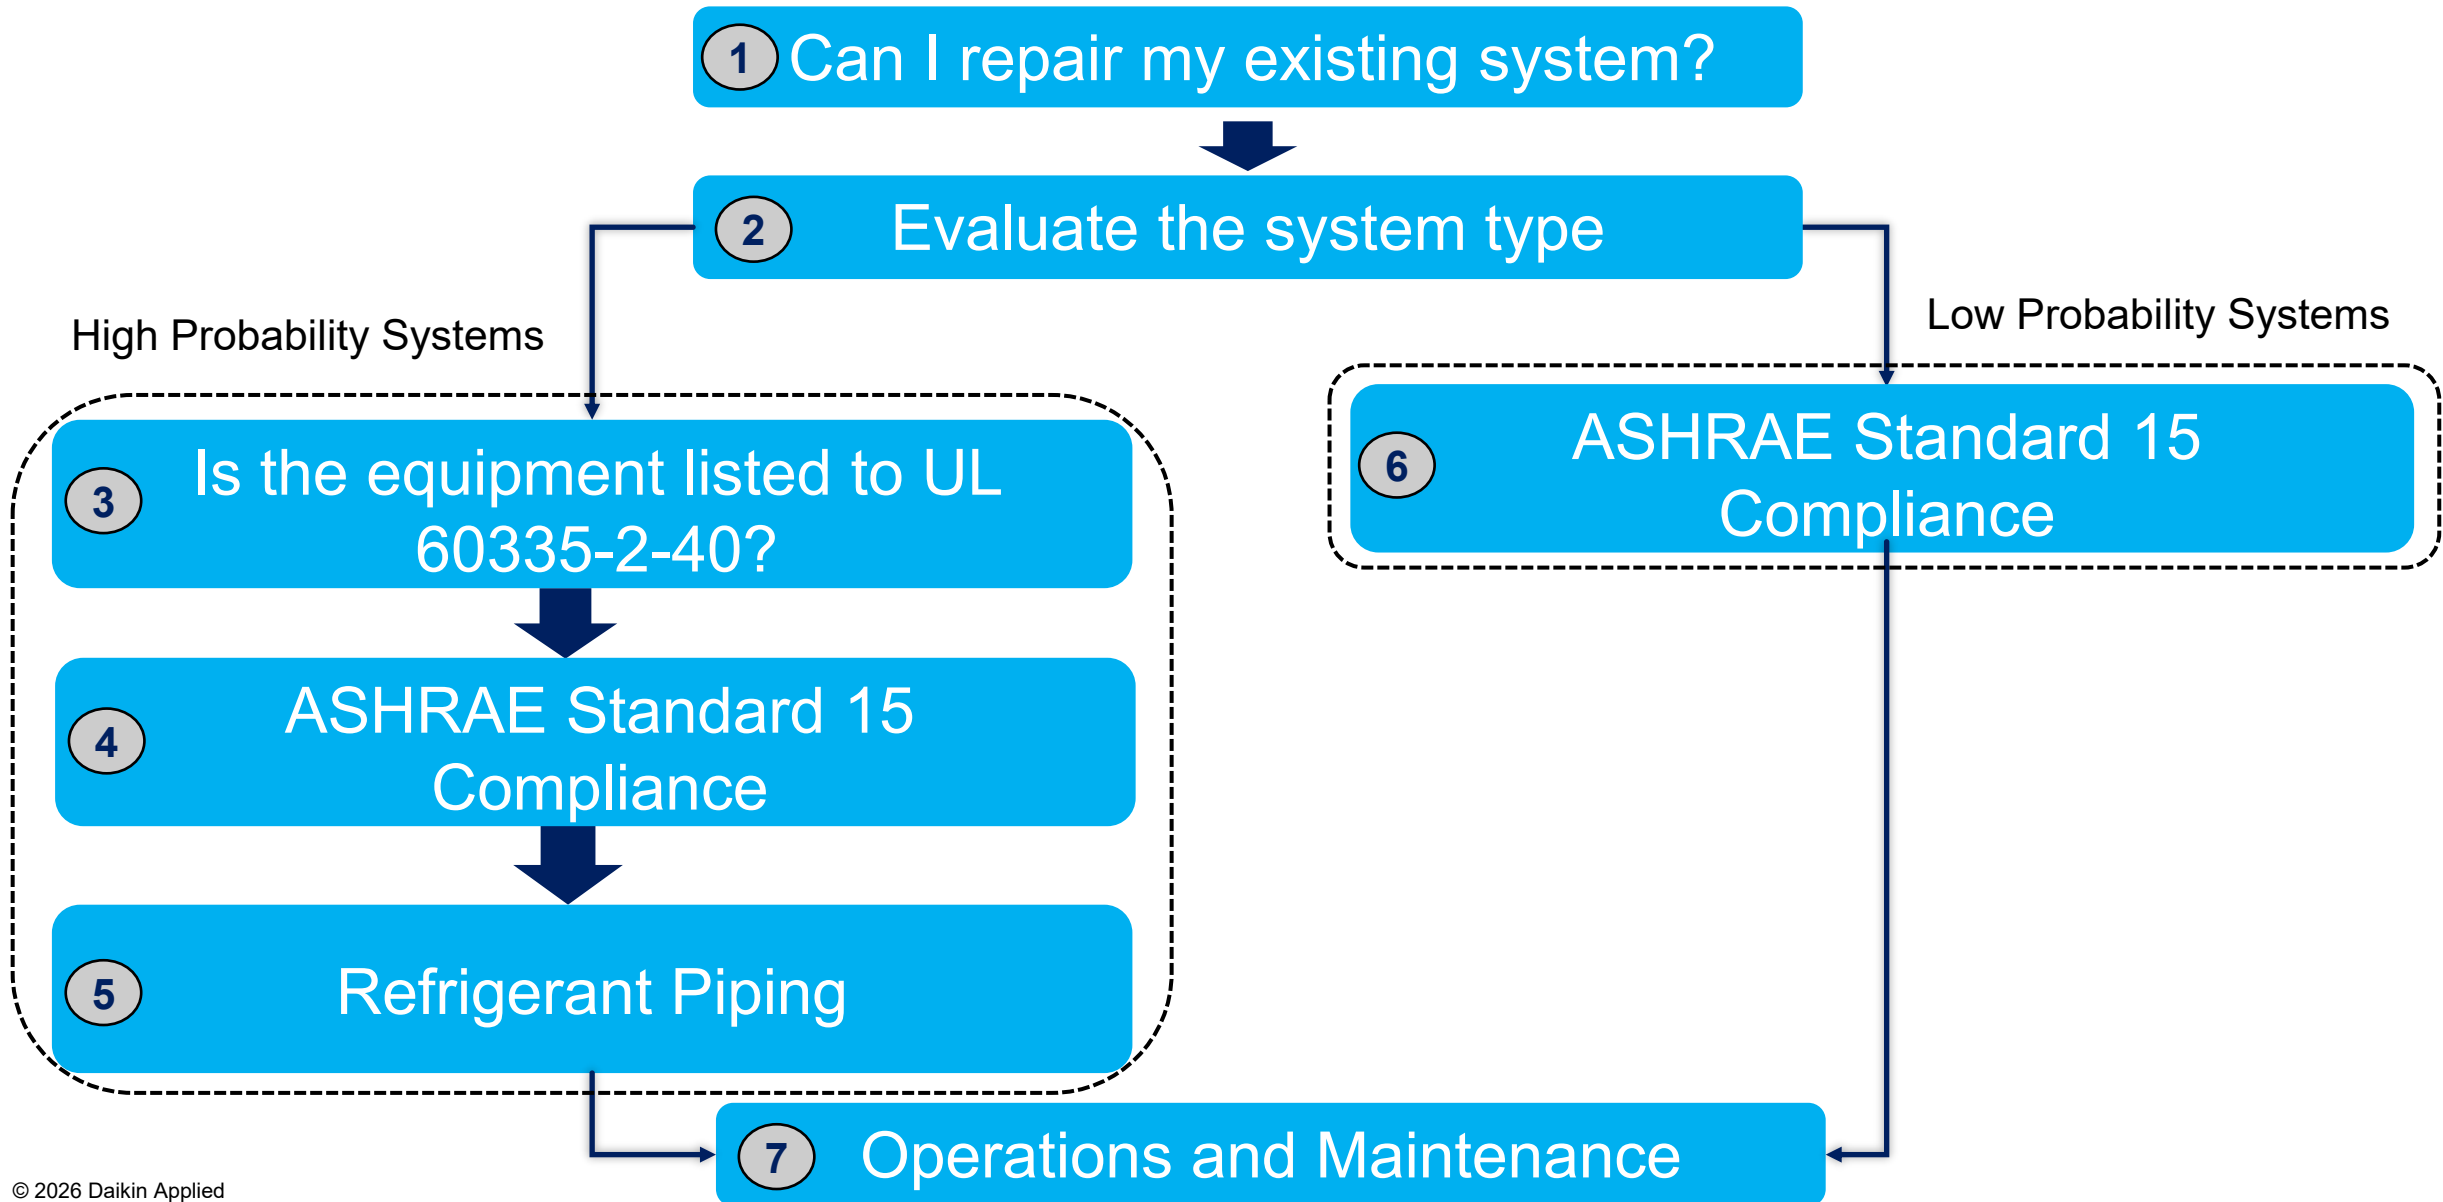 1 Can I repair my existing system?
2 Evaluate the system type
High Probability Systems
Low Probability Systems
3 Is the equipment listed to UL
60335-2-40?
4 ASHRAE Standard 15
Compliance
5 Refrigerant Piping
6 ASHRAE Standard 15
Compliance
7 Operations and Maintenance
© 2026 Daikin Applied